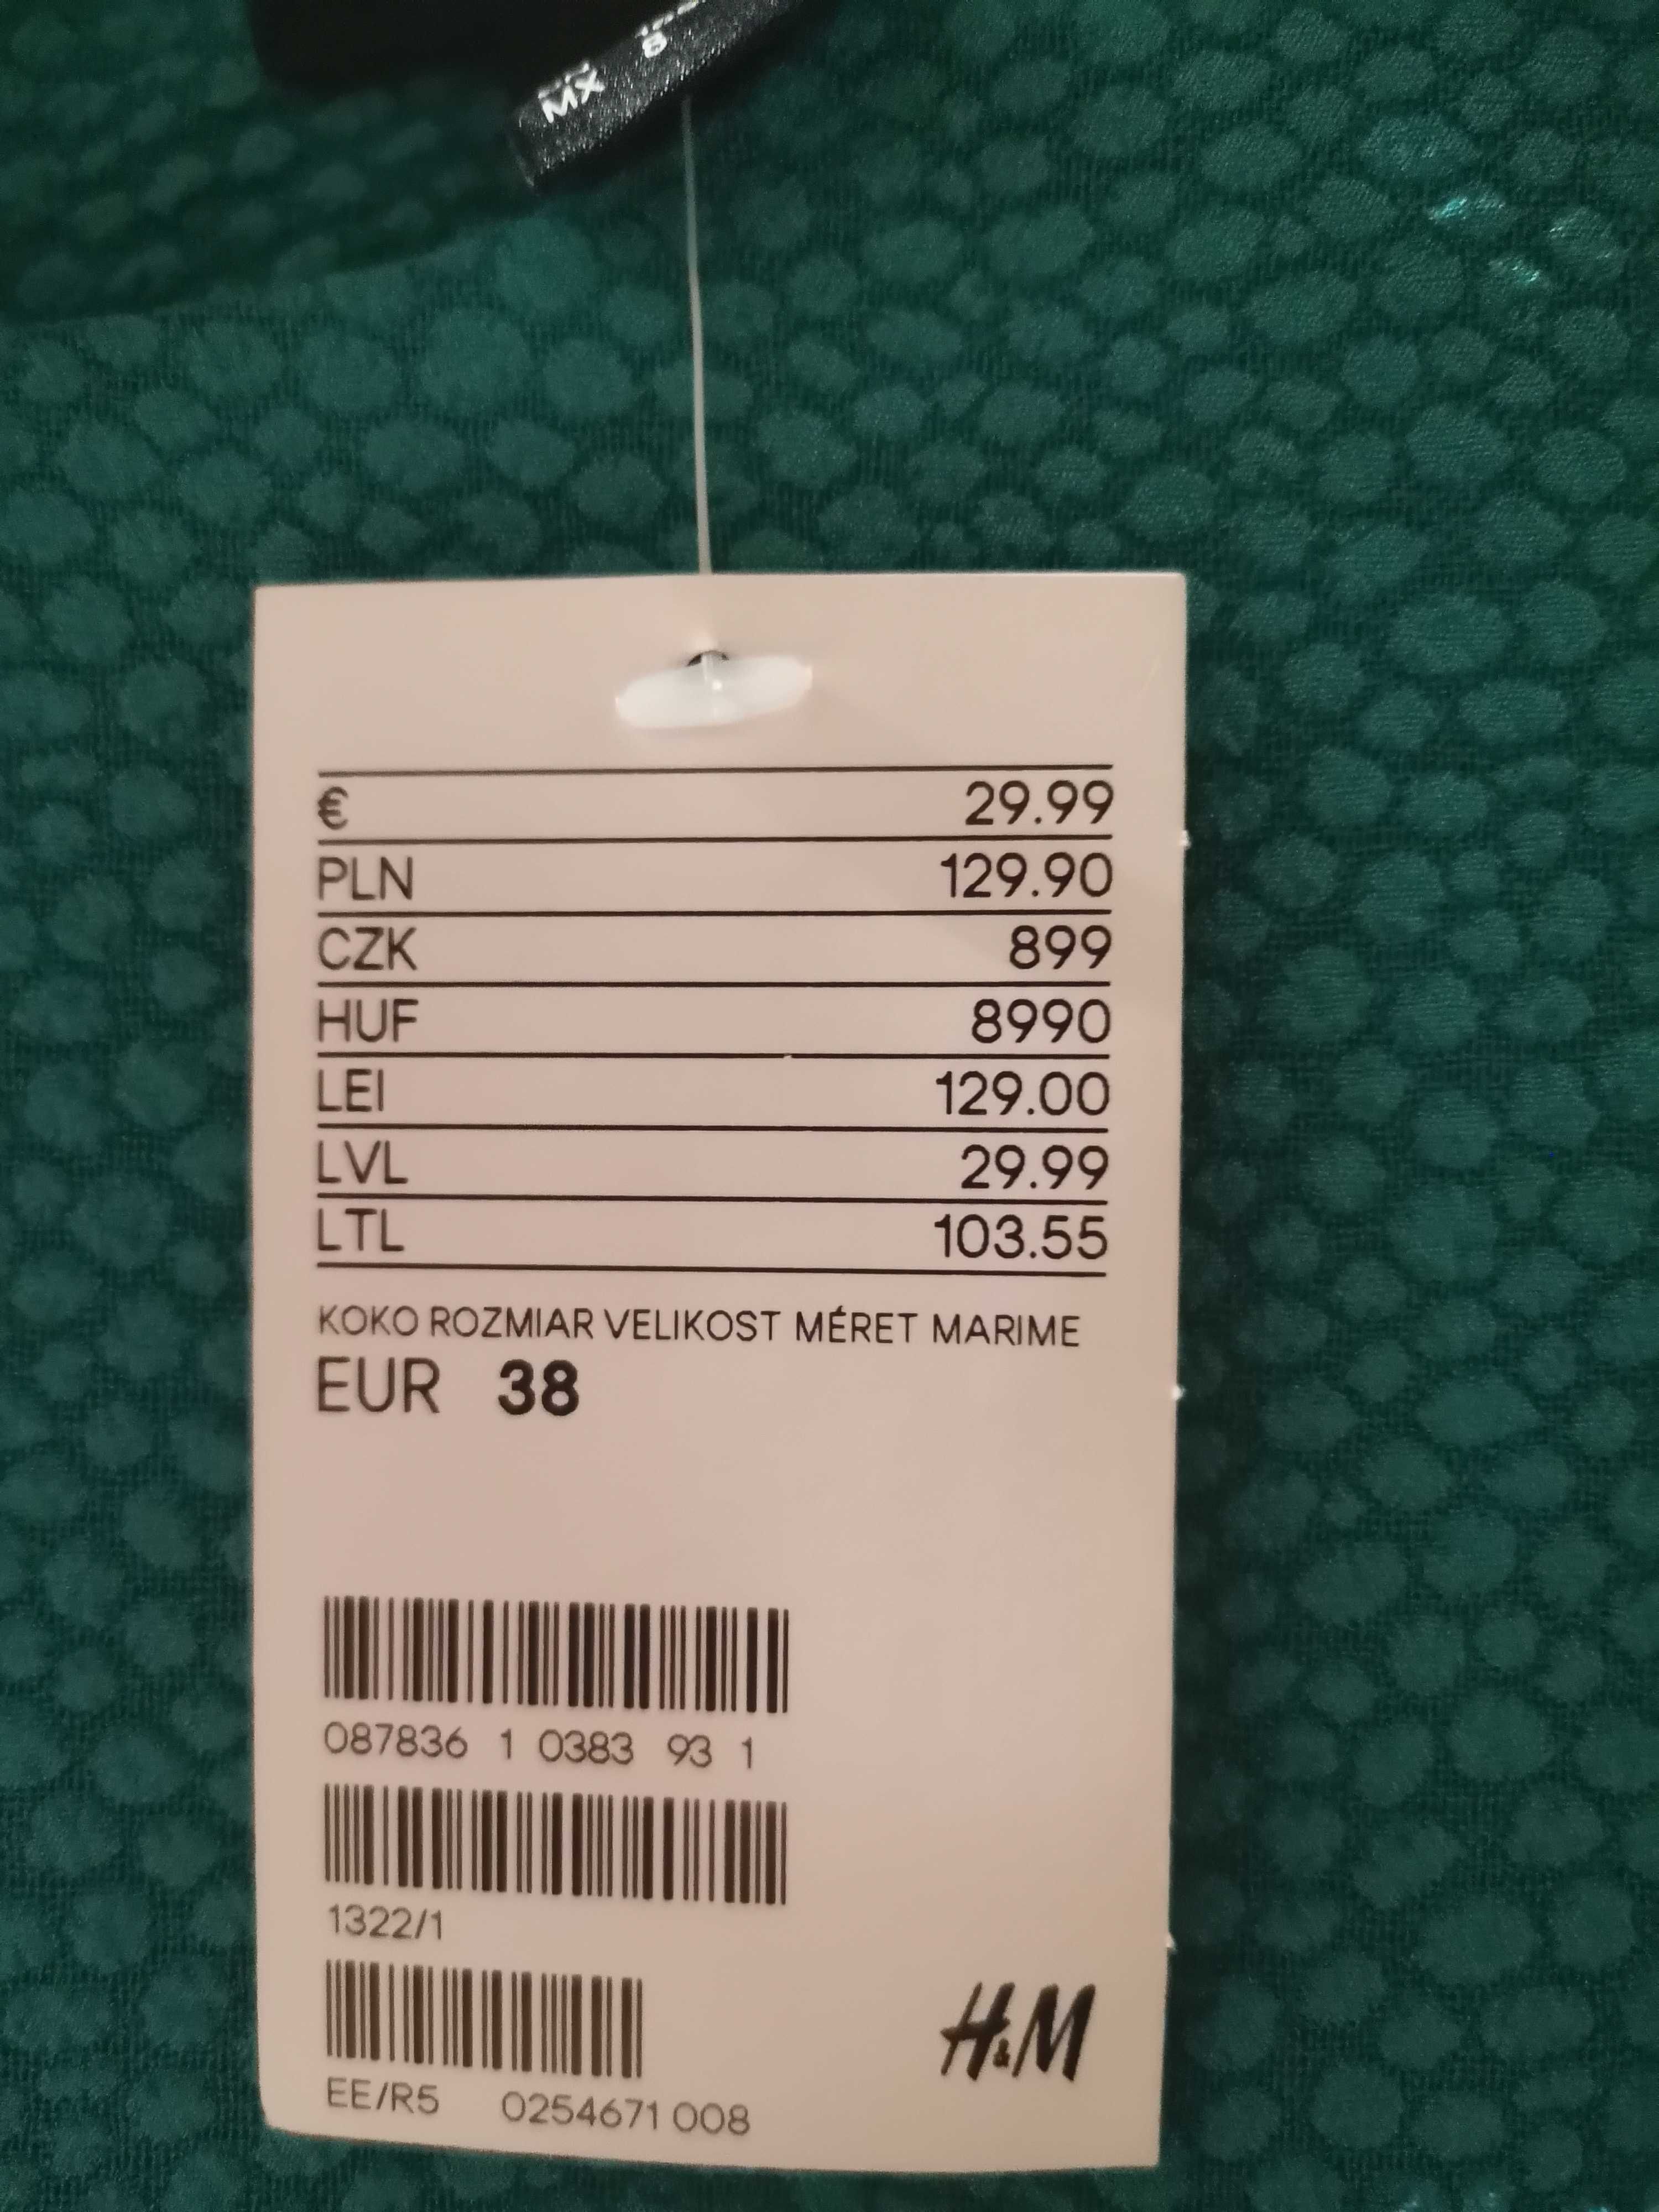 MX
8
€ 29.99
PLN 129.90
CZK 899
HUF 8990
LEI 129.00
LVL 29.99
LTL 103.55
KOKO ROZMIAR VELIKOST MÉRET MARIME
EUR 38
087836 1 0383 93 1
1322/1
H&M
EE/R5 0254671 008